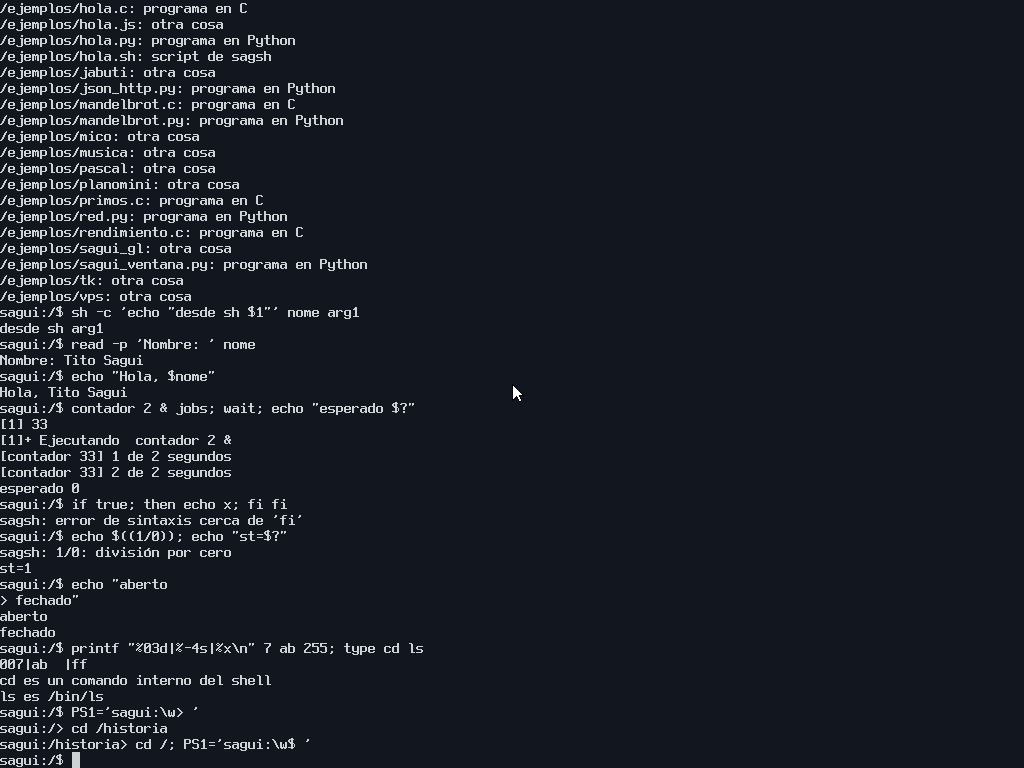 /ejemplos/hola.c: programa en C
/ejemplos/hola.js: otra cosa
/ejemplos/hola.py: programa en Python
/ejemplos/hola.sh: script de sagsh
/ejemplos/jabuti: otra cosa
/ejemplos/json_http.py: programa en Python
/ejemplos/mandelbrot.c: programa en C
/ejemplos/mandelbrot.py: programa en Python
/ejemplos/mico: otra cosa
/ejemplos/musica: otra cosa
/ejemplos/pascal: otra cosa
/ejemplos/planomini: otra cosa
/ejemplos/primos.c: programa en C
/ejemplos/red.py: programa en Python
/ejemplos/rendimiento.c: programa en C
/ejemplos/sagui_gl: otra cosa
/ejemplos/sagui_ventana.py: programa en Python
/ejemplos/tk: otra cosa
/ejemplos/vps: otra cosa
sagui:/$ sh -c 'echo "desde sh $1"' nome arg1
desde sh arg1
sagui:/$ read -p 'Nombre: ' nome
Nombre: Tito Sagui
sagui:/$ echo "Hola, $nome"
Hola, Tito Sagui
sagui:/$ contador 2 & jobs; wait; echo "esperado $?"
[1] 33
[1]+ Ejecutando  contador 2 &
[contador 33] 1 de 2 segundos
[contador 33] 2 de 2 segundos
esperado 0
sagui:/$ if true; then echo x; fi fi
sagsh: error de sintaxis cerca de 'fi'
sagui:/$ echo $((1/0)); echo "st=$?"
sagsh: 1/0: división por cero
st=1
sagui:/$ echo "aberto
> fechado"
aberto
fechado
sagui:/$ printf "%03d|%-4s|%x\n" 7 ab 255; type cd ls
007|ab  |ff
cd es un comando interno del shell
ls es /bin/ls
sagui:/$ PS1='sagui:\w> '
sagui:/> cd /historia
sagui:/historia> cd /; PS1='sagui:\w$ '
sagui:/$